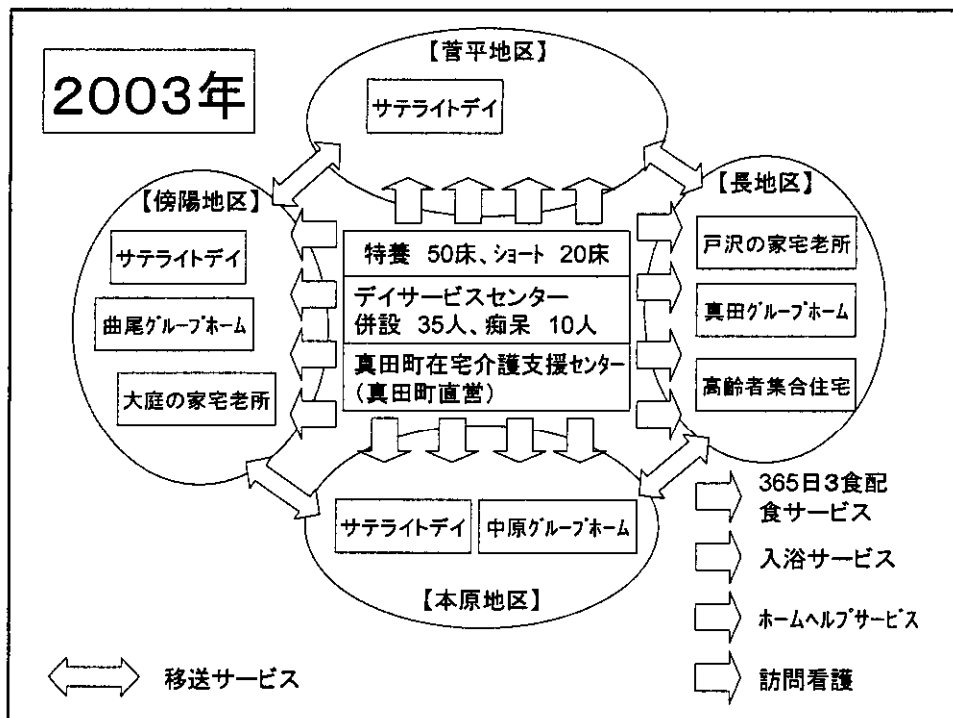 2003年
【菅平地区】
サテライトデイ
【傍陽地区】
サテライトデイ
曲尾グループホーム
大庭の家宅老所
特養 50床、ショート 20床
デイサービスセンター
併設 35人、痴呆 10人
真田町在宅介護支援センター
(真田町直営)
【長地区】
戸沢の家宅老所
真田グループホーム
高齢者集合住宅
サテライトデイ
中原グループホーム
【本原地区】
365日3食配
食サービス
入浴サービス
ホームヘルプサービス
訪問看護
移送サービス